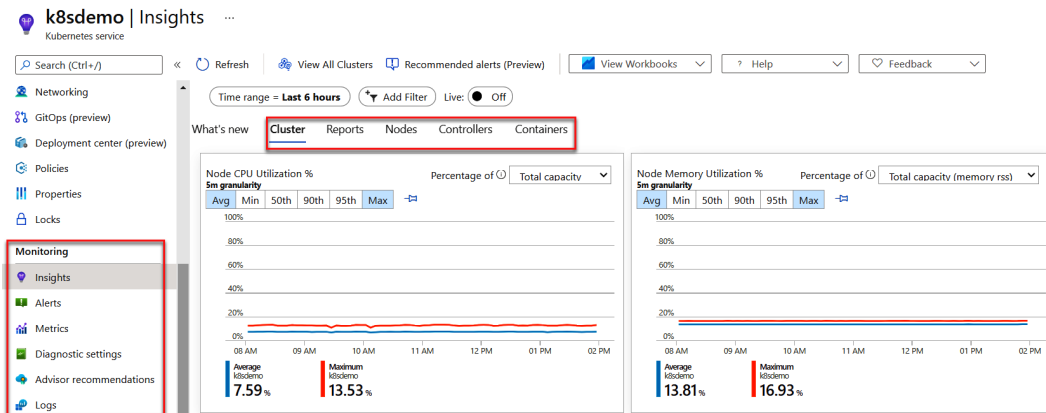 k8sdemo | Insights ...
Kubernetes service
Search (Ctrl+/)
«
Refresh
View All Clusters
Recommended alerts (Preview)
View Workbooks
? Help
Feedback
Networking
GitOps (preview)
Deployment center (preview)
Policies
Properties
Locks
Monitoring
Insights
Alerts
Metrics
Diagnostic settings
Advisor recommendations
Logs
Time range = Last 6 hours
Add Filter
Live: Off
What's new Cluster Reports Nodes Controllers Containers
Node CPU Utilization %
5m granularity
Percentage of Total capacity
Avg Min 50th 90th 95th Max
100%
80%
60%
40%
20%
0%
08 AM 09 AM 10 AM 11 AM 12 PM 01 PM 02 PM
Average
k8sdemo
7.59 %
Maximum
k8sdemo
13.53 %
Node Memory Utilization %
5m granularity
Percentage of Total capacity (memory rss)
Avg Min 50th 90th 95th Max
100%
80%
60%
40%
20%
0%
08 AM 09 AM 10 AM 11 AM 12 PM 01 PM 02 PM
Average
k8sdemo
13.81 %
Maximum
k8sdemo
16.93 %